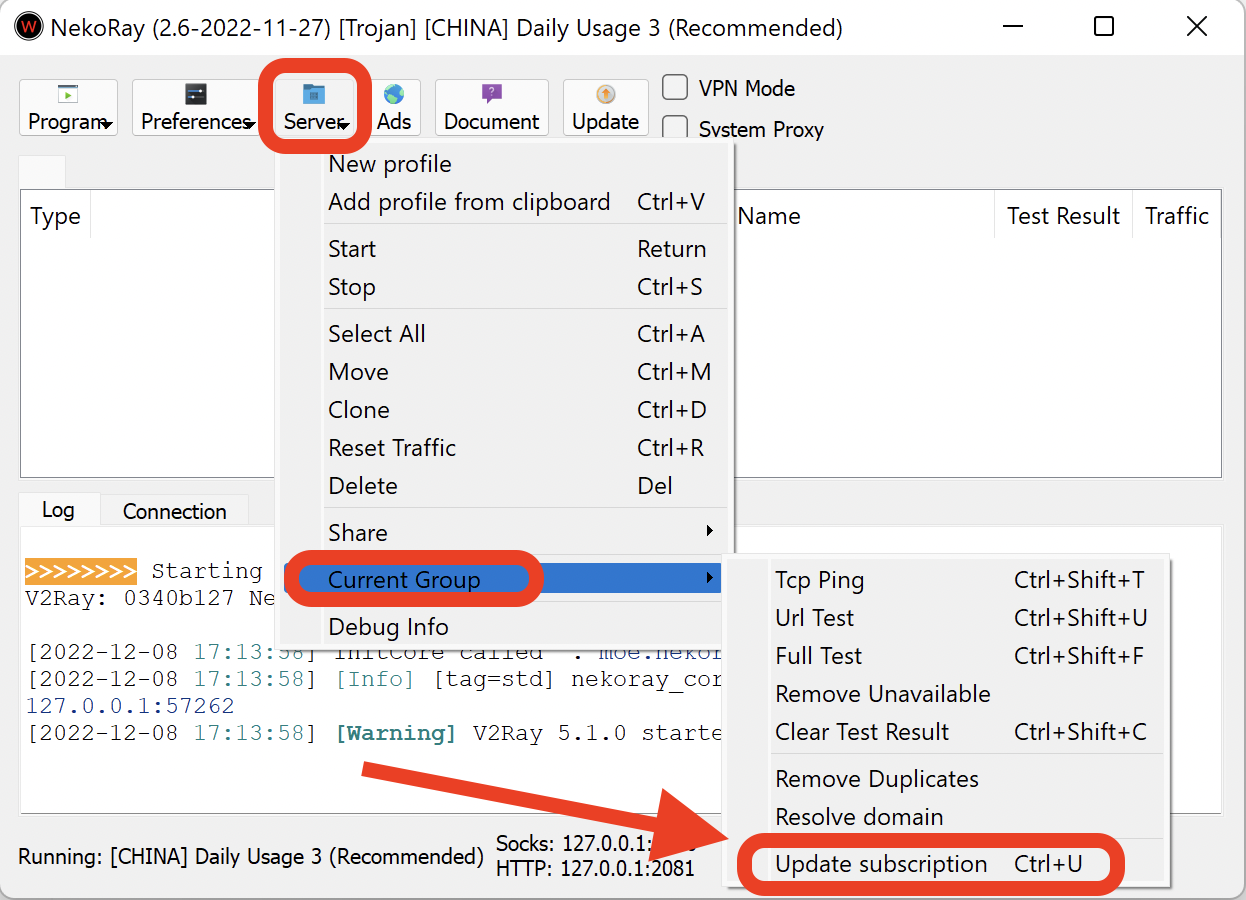 NekoRay (2.6-2022-11-27) [Trojan] [CHINA] Daily Usage 3 (Recommended)
Program
Preferences
Server
Ads
Document
Update
VPN Mode
System Proxy
New profile
Add profile from clipboard Ctrl+V
Start Return
Stop Ctrl+S
Select All Ctrl+A
Move Ctrl+M
Clone Ctrl+D
Reset Traffic Ctrl+R
Delete Del
Share
Current Group
Debug Info
Type
Name
Test Result
Traffic
Log
Connection
>>>>>>>> Starting
V2Ray: 0340b127 Ne
[2022-12-08 17:13:58] InitCore called . moe.nekor
[2022-12-08 17:13:58] [Info] [tag=std] nekoray_cor
127.0.0.1:57262
[2022-12-08 17:13:58] [Warning] V2Ray 5.1.0 starte
Tcp Ping Ctrl+Shift+T
Url Test Ctrl+Shift+U
Full Test Ctrl+Shift+F
Remove Unavailable
Clear Test Result Ctrl+Shift+C
Remove Duplicates
Resolve domain
Update subscription Ctrl+U
Running: [CHINA] Daily Usage 3 (Recommended)
Socks: 127.0.0.1:
HTTP: 127.0.0.1:2081